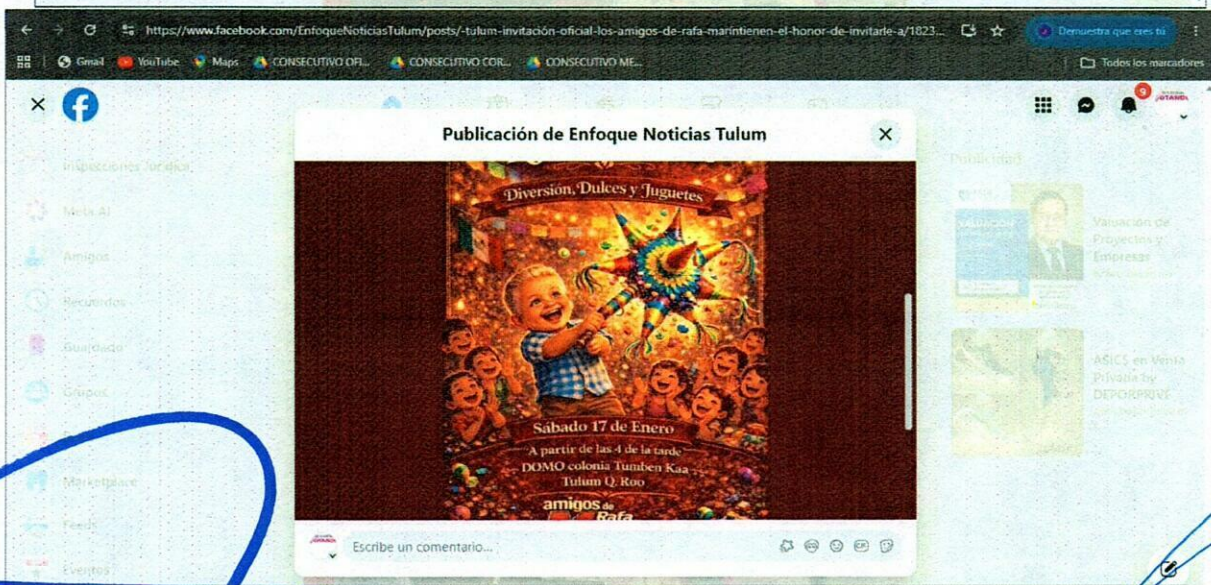 https://www.facebook.com/EnfoqueNoticiasTulum/posts/-tulum-invitación-oficial-los-amigos-de-rafa-marintienen-el-honor-de-invitarle-a/1823...
Demuestra que eres tú
Gmail
YouTube
Maps
CONSECUTIVO OFI...
CONSECUTIVO COR...
CONSECUTIVO ME...
Todos los marcadores
9
Publicación de Enfoque Noticias Tulum
Inspecciones Jurídica
Meta AI
Amigos
Recuerdos
Guardado
Grupos
Marketplace
Feeds
Eventos
Diversión, Dulces y Juguetes
Sábado 17 de Enero
A partir de las 4 de la tarde
DOMO colonia Tumben Kaa
Tulum Q. Roo
amigos de
Rafa
Escribe un comentario...
Publicidad
Valuación de
Proyectos y
Empresas
ASICS en Venta
Privada by
DEPORPRIVE